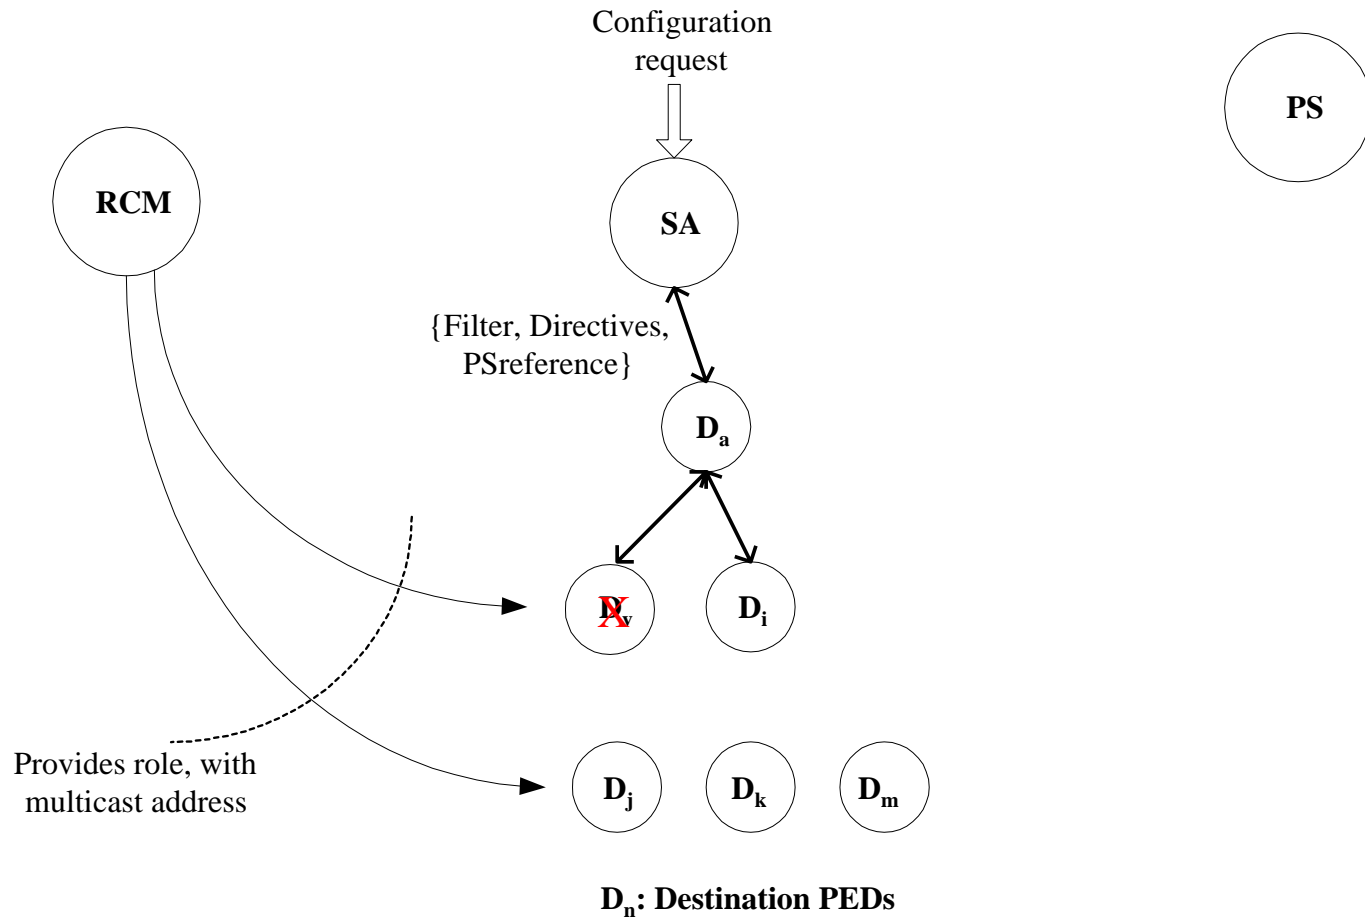 Configuration
request
PS
RCM
SA
{Filter, Directives,
PSreference}
Da
Dv
X
Di
Provides role, with
multicast address
Dj
Dk
Dm
Dn: Destination PEDs